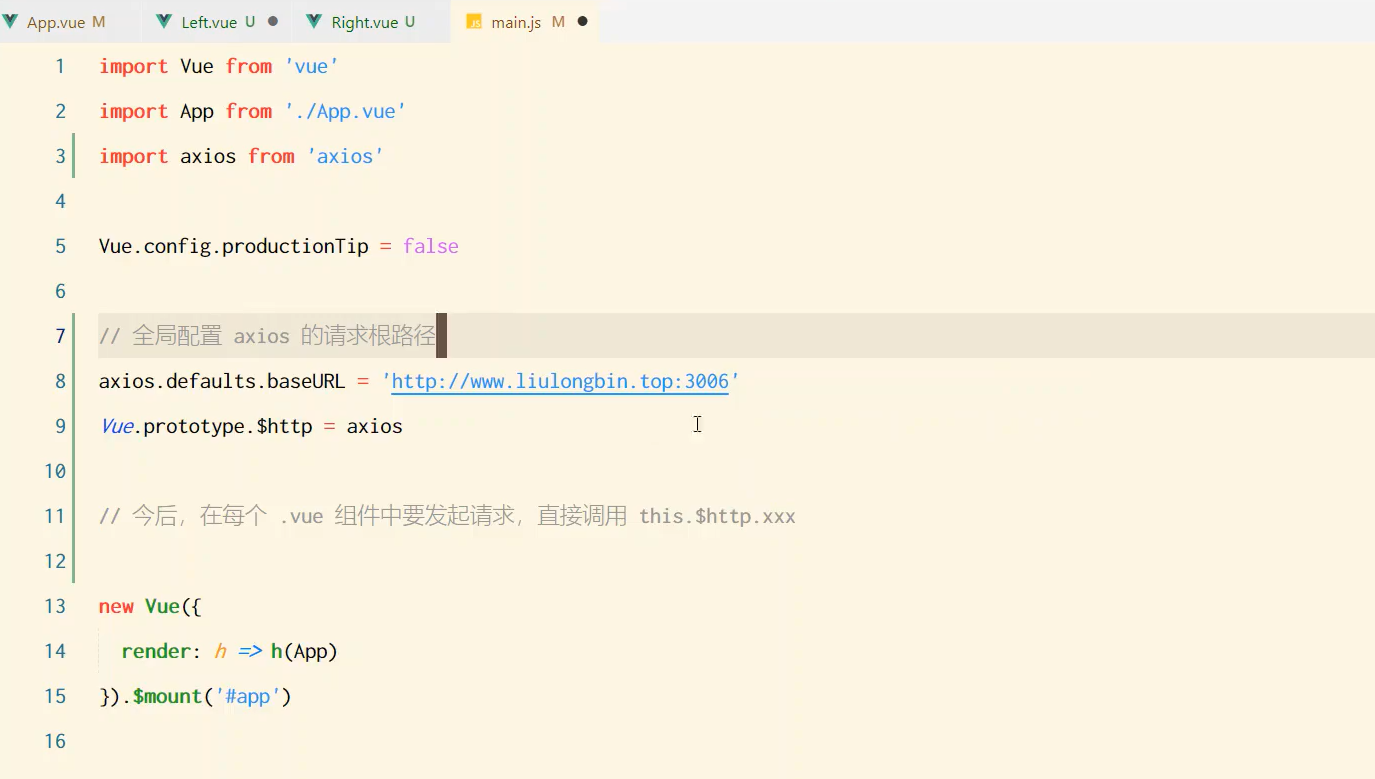 App.vue M Left.vue U Right.vue U JS main.js M
1 import Vue from 'vue'
2 import App from './App.vue'
3 import axios from 'axios'
4
5 Vue.config.productionTip = false
6
7 // 全局配置 axios 的请求根路径
8 axios.defaults.baseURL = 'http://www.liulongbin.top:3006'
9 Vue.prototype.$http = axios
10
11 // 今后，在每个 .vue 组件中要发起请求，直接调用 this.$http.xxx
12
13 new Vue({
14 render: h => h(App)
15 }).$mount('#app')
16